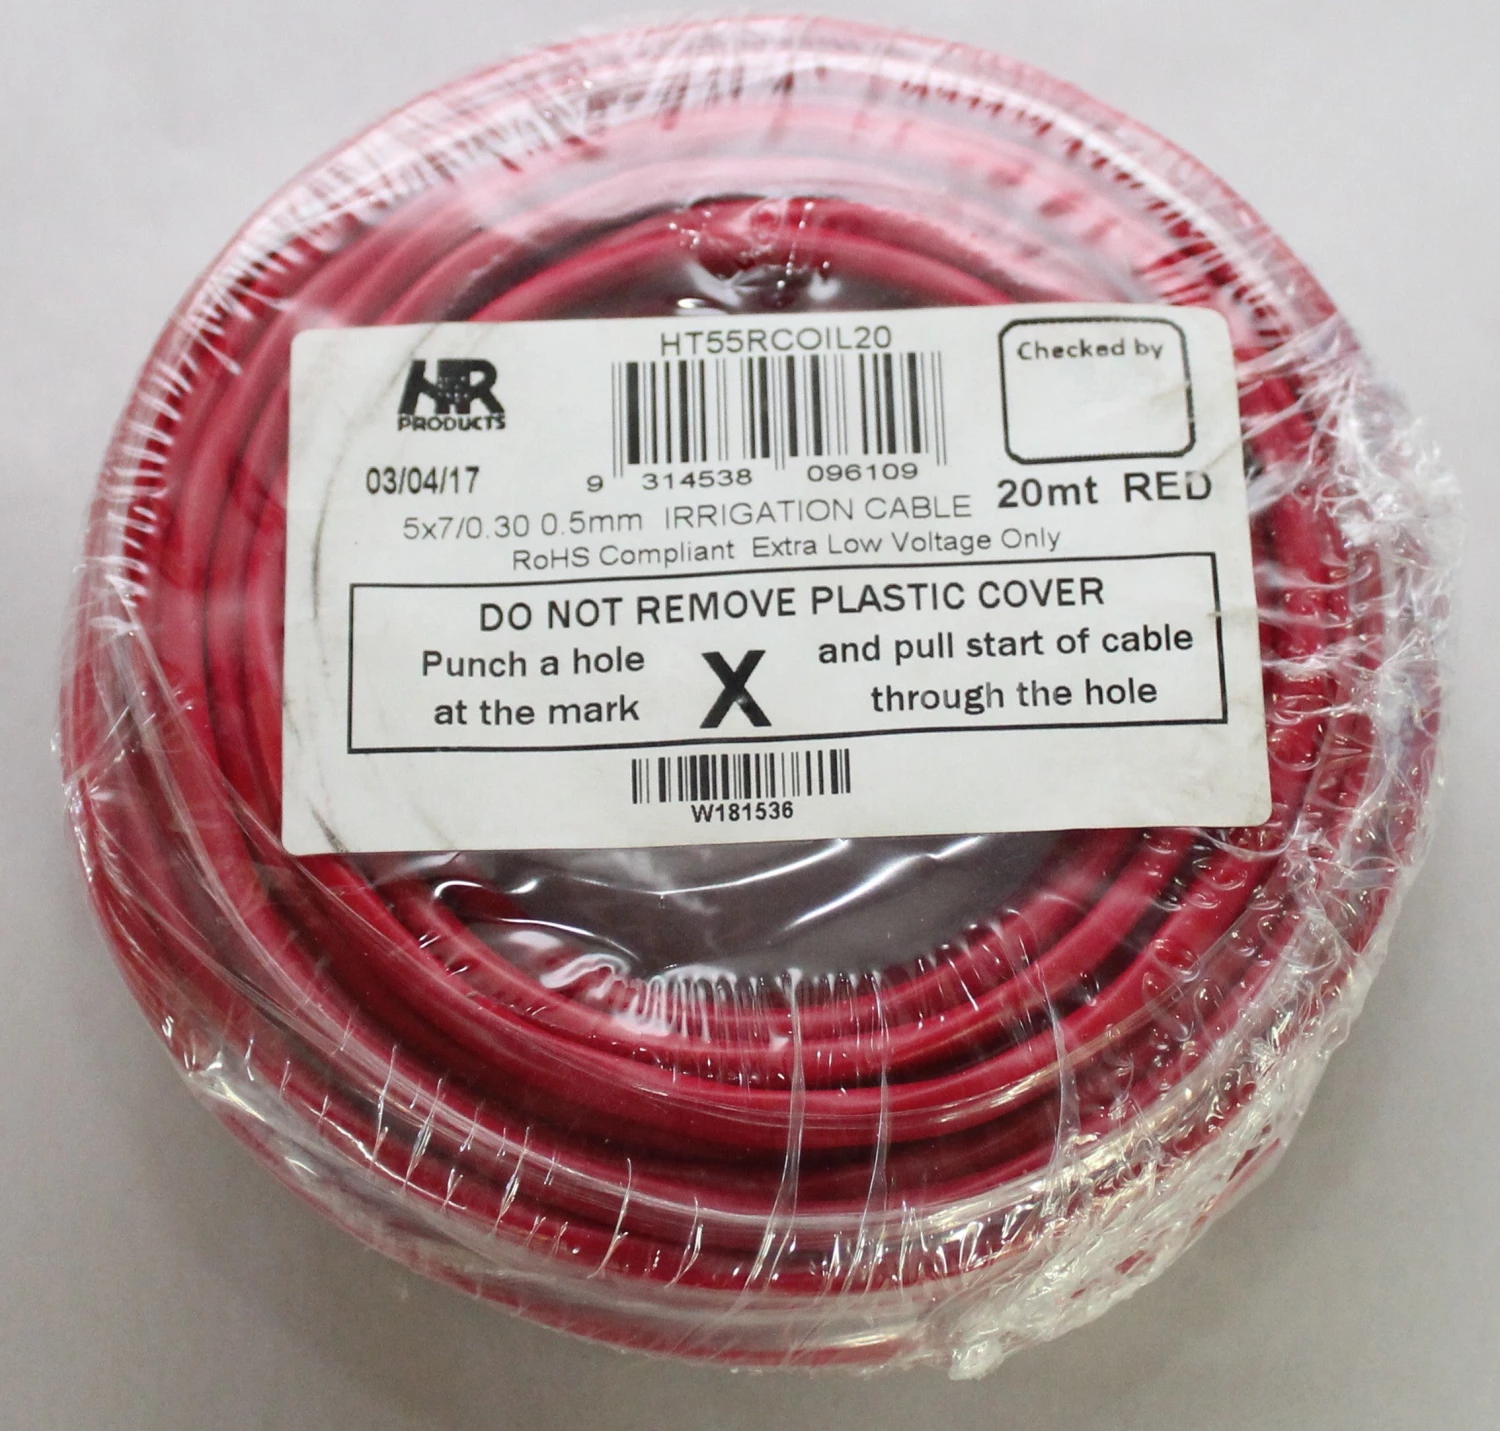 HT55RCOIL20
HR
PRODUCTS
Checked by
03/04/17
9 314538 096109
20mt RED
5x7/0.30 0.5mm IRRIGATION CABLE
RoHS Compliant Extra Low Voltage Only
DO NOT REMOVE PLASTIC COVER
Punch a hole
at the mark
X
and pull start of cable
through the hole
W181536